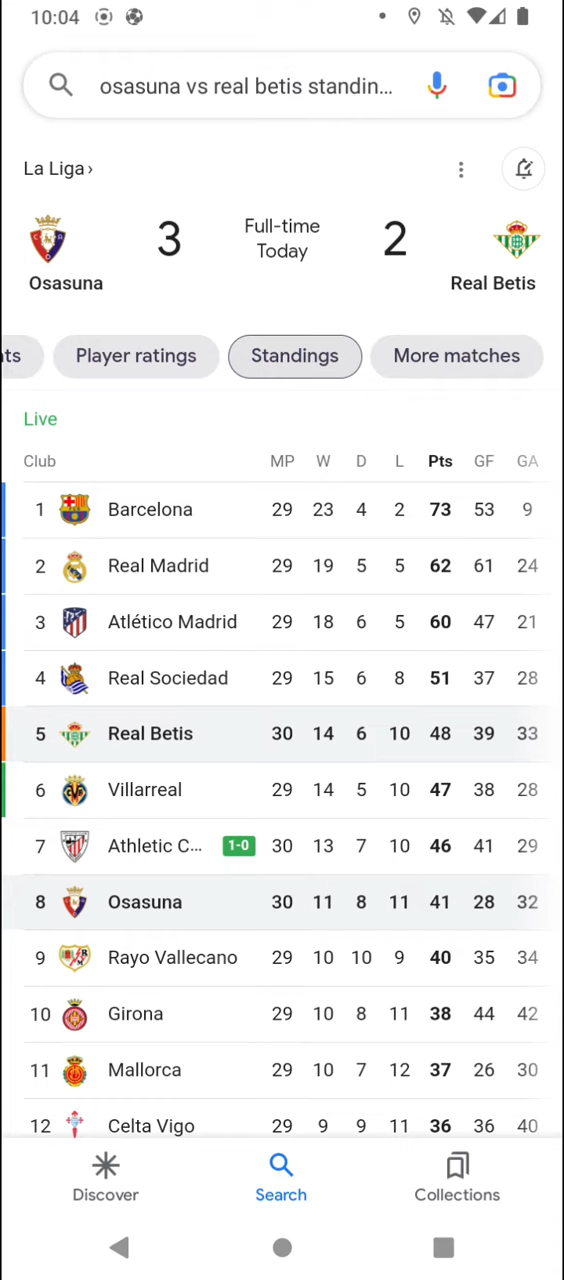 10:04
osasuna vs real betis standin...
La Liga ›
3 Full-time 2
Today
Osasuna Real Betis
ts Player ratings Standings More matches
Live
Club MP W D L Pts GF GA
1 Barcelona 29 23 4 2 73 53 9
2 Real Madrid 29 19 5 5 62 61 24
3 Atlético Madrid 29 18 6 5 60 47 21
4 Real Sociedad 29 15 6 8 51 37 28
5 Real Betis 30 14 6 10 48 39 33
6 Villarreal 29 14 5 10 47 38 28
7 Athletic C... 1-0 30 13 7 10 46 41 29
8 Osasuna 30 11 8 11 41 28 32
9 Rayo Vallecano 29 10 10 9 40 35 34
10 Girona 29 10 8 11 38 44 42
11 Mallorca 29 10 7 12 37 26 30
12 Celta Vigo 29 9 9 11 36 36 40
Discover Search Collections